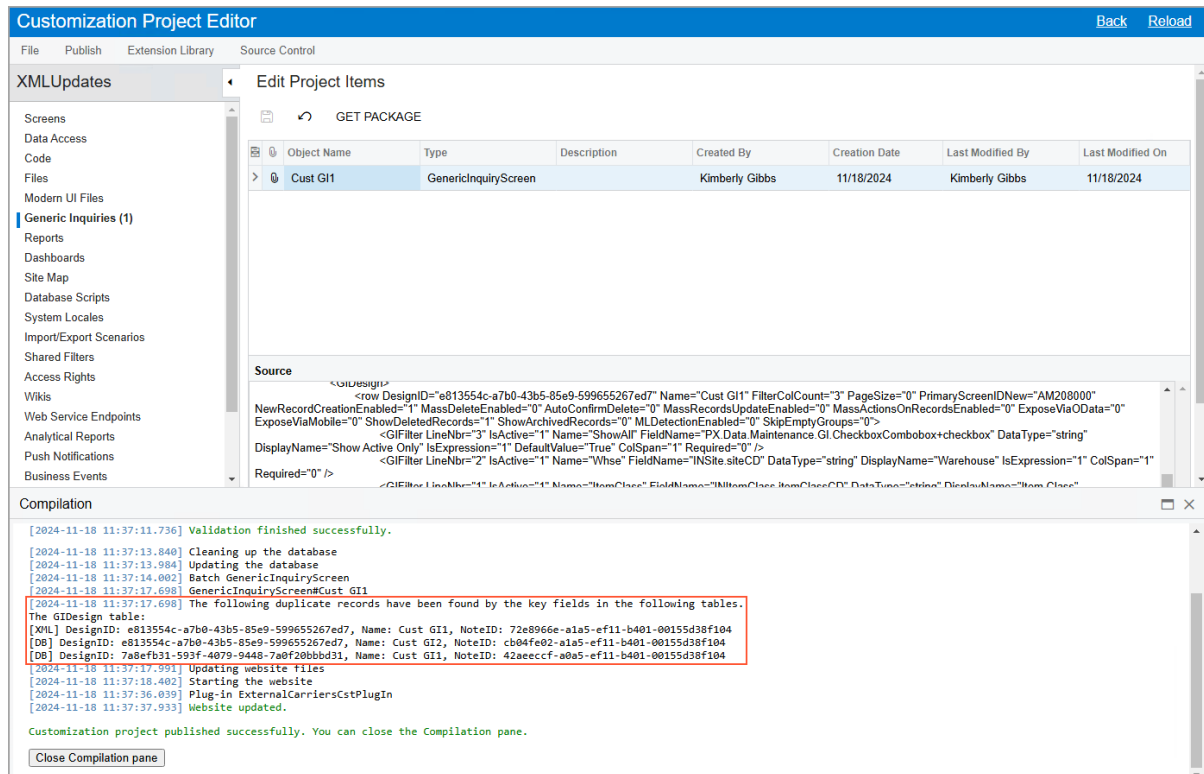 Customization Project Editor Back Reload
File Publish Extension Library Source Control
XMLUpdates
Edit Project Items
GET PACKAGE
Screens
Data Access
Code
Files
Modern UI Files
Generic Inquiries (1)
Reports
Dashboards
Site Map
Database Scripts
System Locales
Import/Export Scenarios
Shared Filters
Access Rights
Wikis
Web Service Endpoints
Analytical Reports
Push Notifications
Business Events
Object Name Type Description Created By Creation Date Last Modified By Last Modified On
Cust GI1 GenericInquiryScreen Kimberly Gibbs 11/18/2024 Kimberly Gibbs 11/18/2024
Source
<GIDesign>
<row DesignID="e813554c-a7b0-43b5-85e9-599655267ed7" Name="Cust GI1" FilterColCount="3" PageSize="0" PrimaryScreenIDNew="AM208000"
NewRecordCreationEnabled="1" MassDeleteEnabled="0" AutoConfirmDelete="0" MassRecordsUpdateEnabled="0" MassActionsOnRecordsEnabled="0" ExposeViaOData="0"
ExposeViaMobile="0" ShowDeletedRecords="1" ShowArchivedRecords="0" MLDetectionEnabled="0" SkipEmptyGroups="0">
<GIFilter LineNbr="3" IsActive="1" Name="ShowAll" FieldName="PX.Data.Maintenance.GI.CheckboxCombobox+checkbox" DataType="string"
DisplayName="Show Active Only" IsExpression="1" DefaultValue="True" ColSpan="1" Required="0" />
<GIFilter LineNbr="2" IsActive="1" Name="Whse" FieldName="INSite.siteCD" DataType="string" DisplayName="Warehouse" IsExpression="1" ColSpan="1"
Required="0" />
<GIFilter LineNbr="1" IsActive="1" Name="ItemClass" FieldName="INItemClass.itemClassCD" DataType="string" DisplayName="Item Class"
Compilation
[2024-11-18 11:37:11.736] Validation finished successfully.
[2024-11-18 11:37:13.840] Cleaning up the database
[2024-11-18 11:37:13.984] Updating the database
[2024-11-18 11:37:14.002] Batch GenericInquiryScreen
[2024-11-18 11:37:17.698] GenericInquiryScreen#Cust GI1
[2024-11-18 11:37:17.698] The following duplicate records have been found by the key fields in the following tables.
The GIDesign table:
[XML] DesignID: e813554c-a7b0-43b5-85e9-599655267ed7, Name: Cust GI1, NoteID: 72e8966e-a1a5-ef11-b401-00155d38f104
[DB] DesignID: e813554c-a7b0-43b5-85e9-599655267ed7, Name: Cust GI2, NoteID: cb04fe02-a1a5-ef11-b401-00155d38f104
[DB] DesignID: 7a8efb31-593f-4079-9448-7a0f20bbbd31, Name: Cust GI1, NoteID: 42aeeccf-a0a5-ef11-b401-00155d38f104
[2024-11-18 11:37:17.991] Updating website files
[2024-11-18 11:37:18.402] Starting the website
[2024-11-18 11:37:36.039] Plug-in ExternalCarriersCstPlugIn
[2024-11-18 11:37:37.933] Website updated.
Customization project published successfully. You can close the Compilation pane.
Close Compilation pane